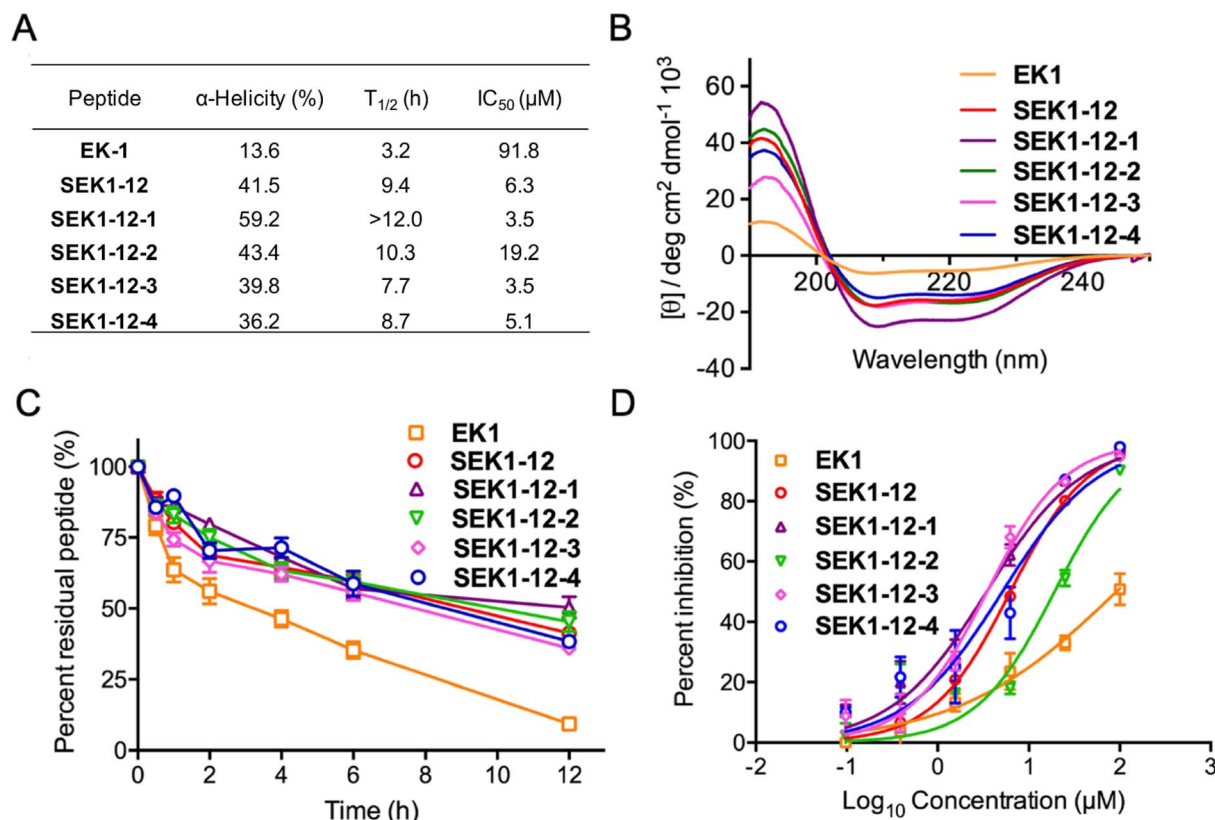 A
Peptide α-Helicity (%) T1/2 (h) IC50 (µM)
EK-1 13.6 3.2 91.8
SEK1-12 41.5 9.4 6.3
SEK1-12-1 59.2 >12.0 3.5
SEK1-12-2 43.4 10.3 19.2
SEK1-12-3 39.8 7.7 3.5
SEK1-12-4 36.2 8.7 5.1
B
[θ] / deg cm2 dmol-1 103
60
40
20
0
-20
-40
200
220
240
Wavelength (nm)
EK1
SEK1-12
SEK1-12-1
SEK1-12-2
SEK1-12-3
SEK1-12-4
C
Percent residual peptide (%)
100
75
50
25
0
0 2 4 6 8 10 12
Time (h)
EK1
SEK1-12
SEK1-12-1
SEK1-12-2
SEK1-12-3
SEK1-12-4
D
Percent inhibition (%)
100
80
60
40
20
0
-2 -1 0 1 2 3
Log10 Concentration (µM)
EK1
SEK1-12
SEK1-12-1
SEK1-12-2
SEK1-12-3
SEK1-12-4